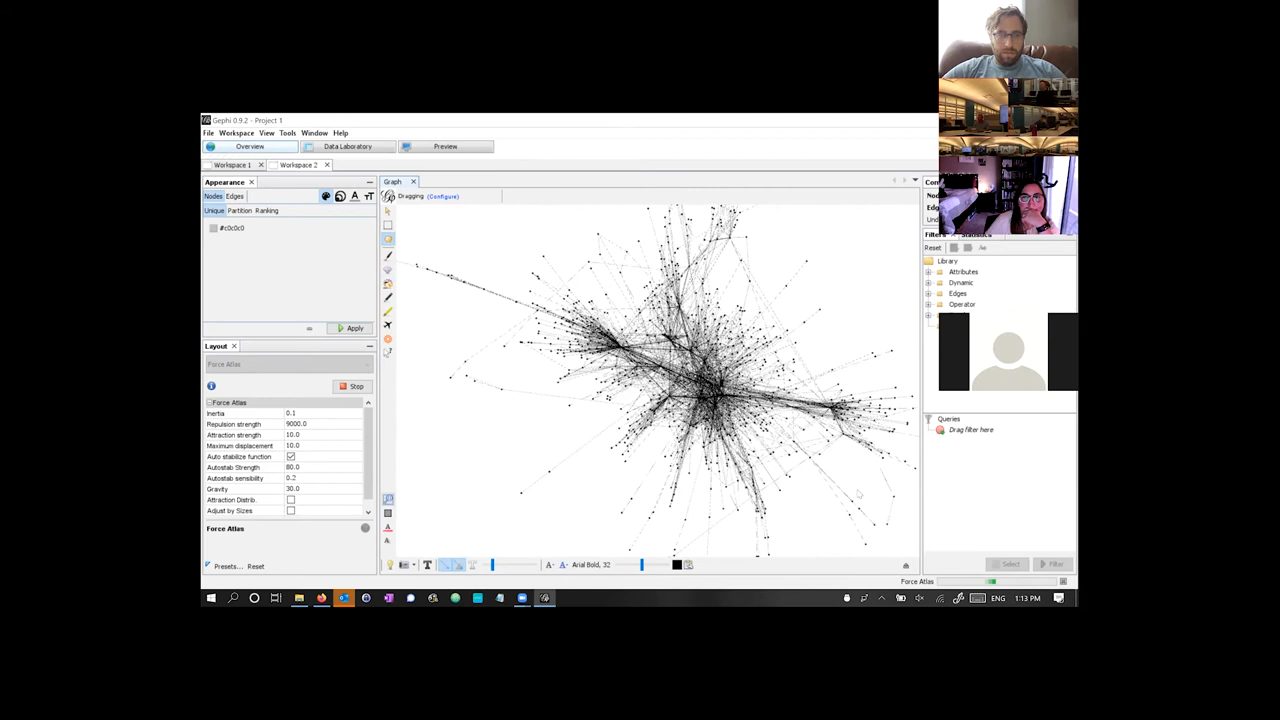 Gephi 0.9.2 - Project 1
File Workspace View Tools Window Help
Overview Data Laboratory Preview
Workspace 1 Workspace 2
Appearance
Nodes Edges
Unique Partition Ranking
#c0c0c0
Apply
Layout
Force Atlas
Stop
Force Atlas
Inertia 0.1
Repulsion strength 9000.0
Attraction strength 10.0
Maximum displacement 10.0
Auto stabilize function
Autostab Strength 80.0
Autostab sensibility 0.2
Gravity 30.0
Attraction Distrib.
Adjust by Sizes
Force Atlas
Presets... Reset
Graph
Dragging (Configure)
Arial Bold, 32
Reset
Library
Attributes
Dynamic
Edges
Operator
Queries
Drag filter here
Select Filter
Force Atlas
ENG 1:13 PM